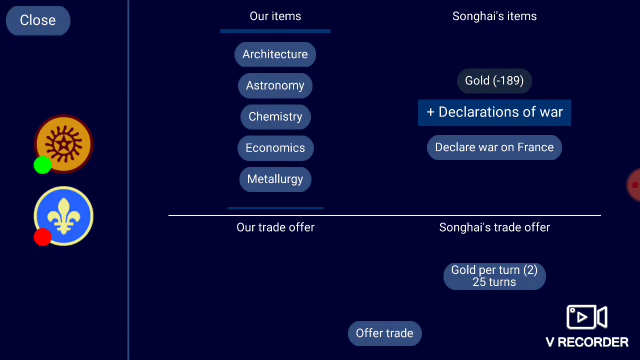 Close
Our items
Architecture
Astronomy
Chemistry
Economics
Metallurgy
Songhai's items
Gold (-189)
+ Declarations of war
Declare war on France
Our trade offer
Songhai's trade offer
Gold per turn (2)
25 turns
Offer trade
V RECORDER